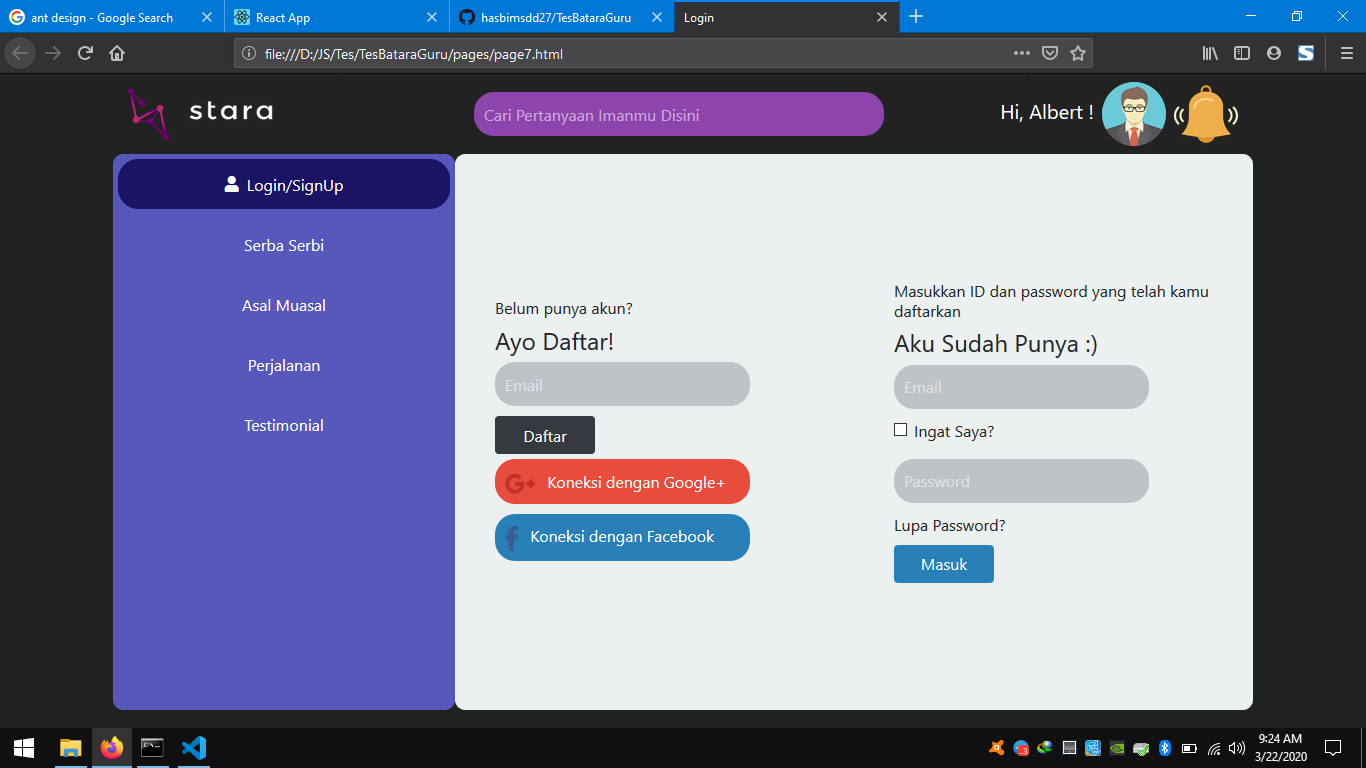 ant design - Google Search
React App
hasbimsdd27/TesBataraGuru
Login
file:///D:/JS/Tes/TesBataraGuru/pages/page7.html
stara
Cari Pertanyaan Imanmu Disini
Hi, Albert !
Login/SignUp
Serba Serbi
Asal Muasal
Perjalanan
Testimonial
Belum punya akun?
Ayo Daftar!
Email
Daftar
Koneksi dengan Google+
Koneksi dengan Facebook
Masukkan ID dan password yang telah kamu
daftarkan
Aku Sudah Punya :)
Email
Ingat Saya?
Password
Lupa Password?
Masuk
9:24 AM
3/22/2020